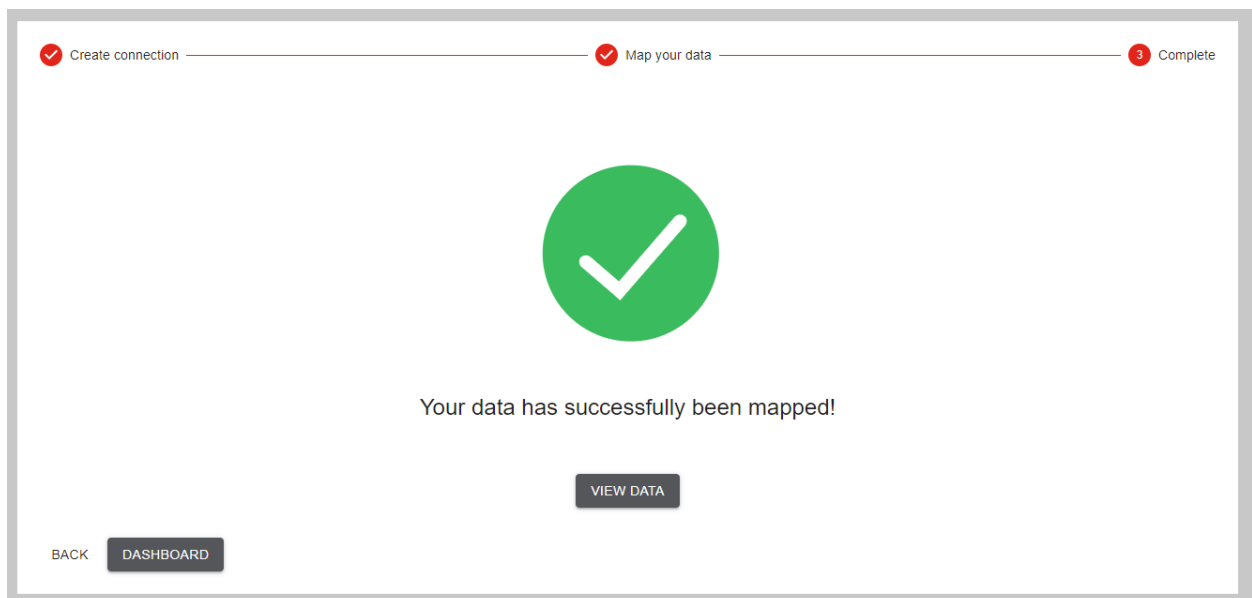 Create connection
Map your data
3 Complete
Your data has successfully been mapped!
VIEW DATA
BACK DASHBOARD